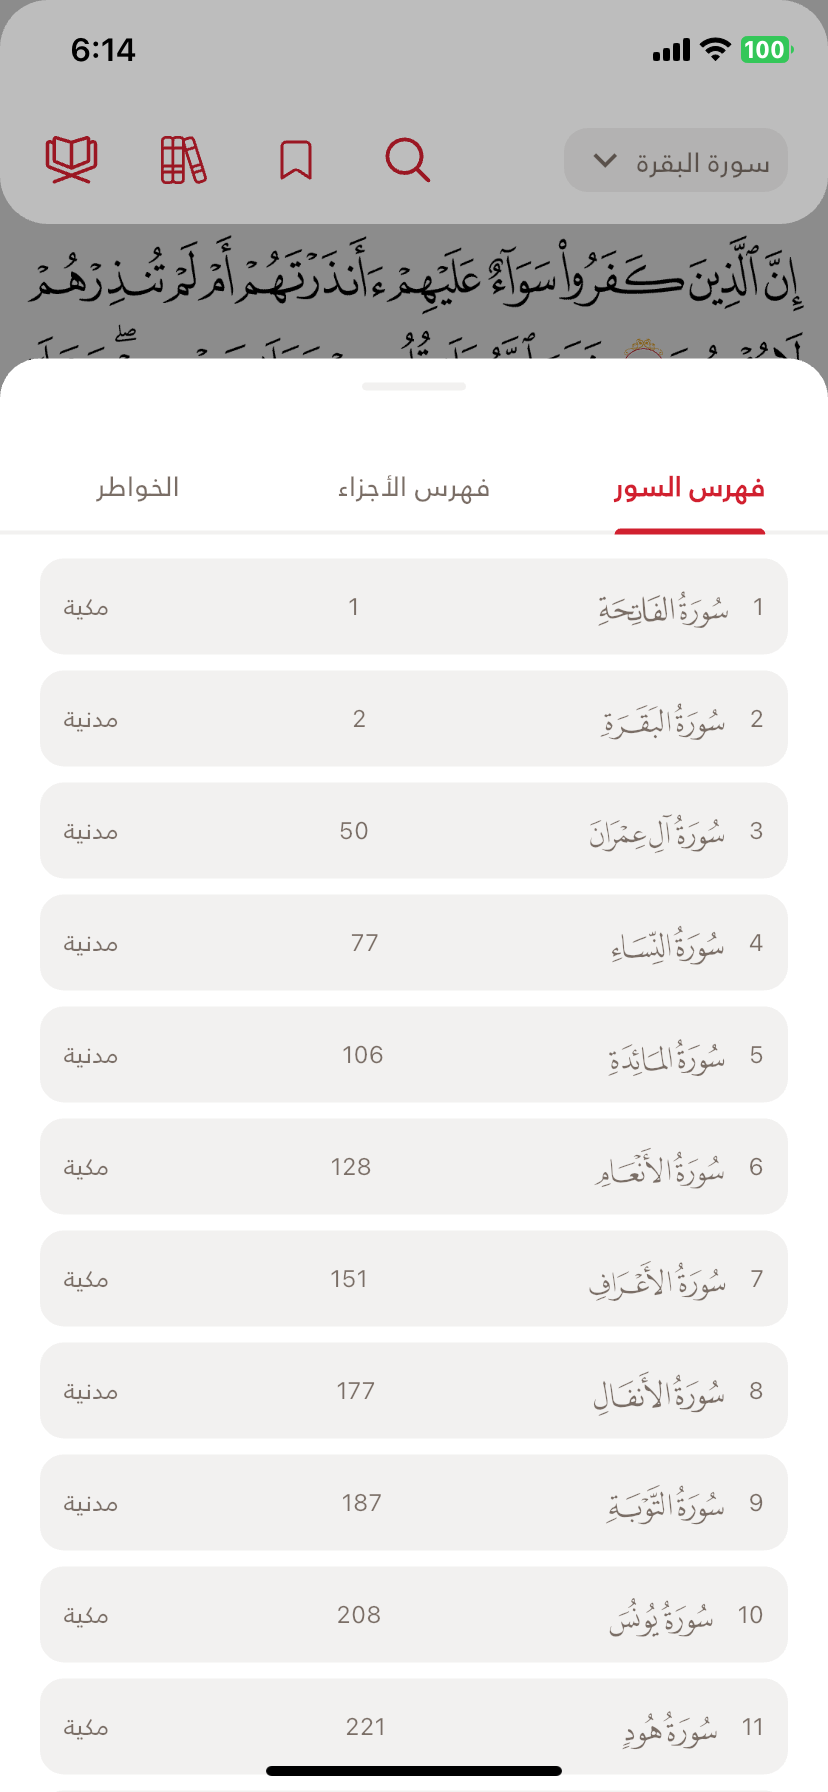 6:14
100
سورة البقرة
إِنَّ ٱلَّذِينَ كَفَرُواْ سَوَآءٌ عَلَيۡهِمۡ ءَأَنذَرۡتَهُمۡ أَمۡ لَمۡ تُنذِرۡهُمۡ
فهرس السور فهرس الأجزاء الخواطر
1 سُورَةُ الفَاتِحَةِ 1 مكية
2 سُورَةُ البَقَرَةِ 2 مدنية
3 سُورَةُ آلِ عِمۡرَانَ 50 مدنية
4 سُورَةُ النِّسَاءِ 77 مدنية
5 سُورَةُ المَائِدَةِ 106 مدنية
6 سُورَةُ الأَنۡعَامِ 128 مكية
7 سُورَةُ الأَعۡرَافِ 151 مكية
8 سُورَةُ الأَنفَالِ 177 مدنية
9 سُورَةُ التَّوۡبَةِ 187 مدنية
10 سُورَةُ يُونُسَ 208 مكية
11 سُورَةُ هُودٍ 221 مكية